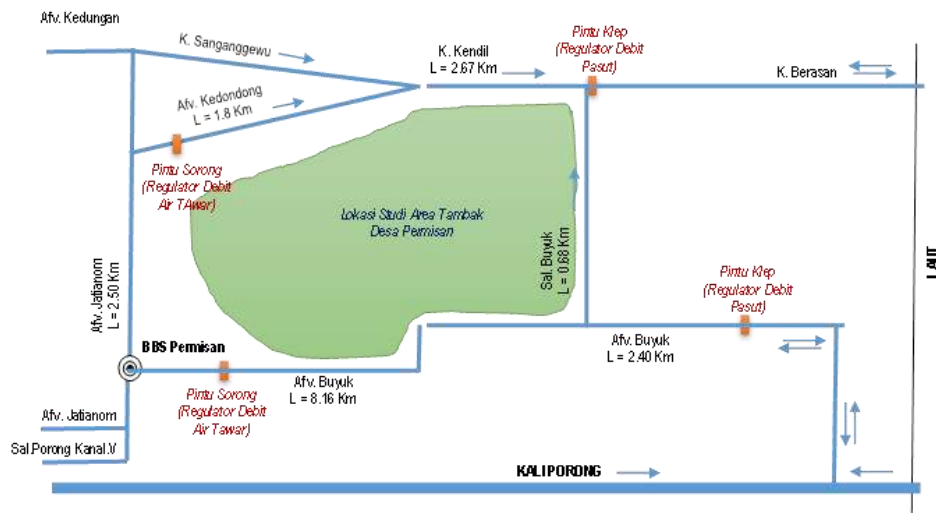 Afv. Kedungan
K. Sanganggewu
K. Kendil
L = 2.67 Km
Pintu Klep
(Regulator Debit
Pasut)
K. Berasan
Afv. Kedondong
L = 1.8 Km
Pintu Sorong
(Regulator Debit
Air TAwar)
Lokasi Studi Area Tambak
Desa Permisan
Sal. Buyuk
L = 0.68 Km
Pintu Klep
(Regulator Debit
Pasut)
LAUT
Afv. Jatianom
L = 2.50 Km
BBS Permisan
Afv. Buyuk
L = 2.40 Km
Afv. Buyuk
L = 8.16 Km
Pintu Sorong
(Regulator Debit
Air Tawar)
Afv. Jatianom
Sal.Porong Kanal.V
KALI PORONG